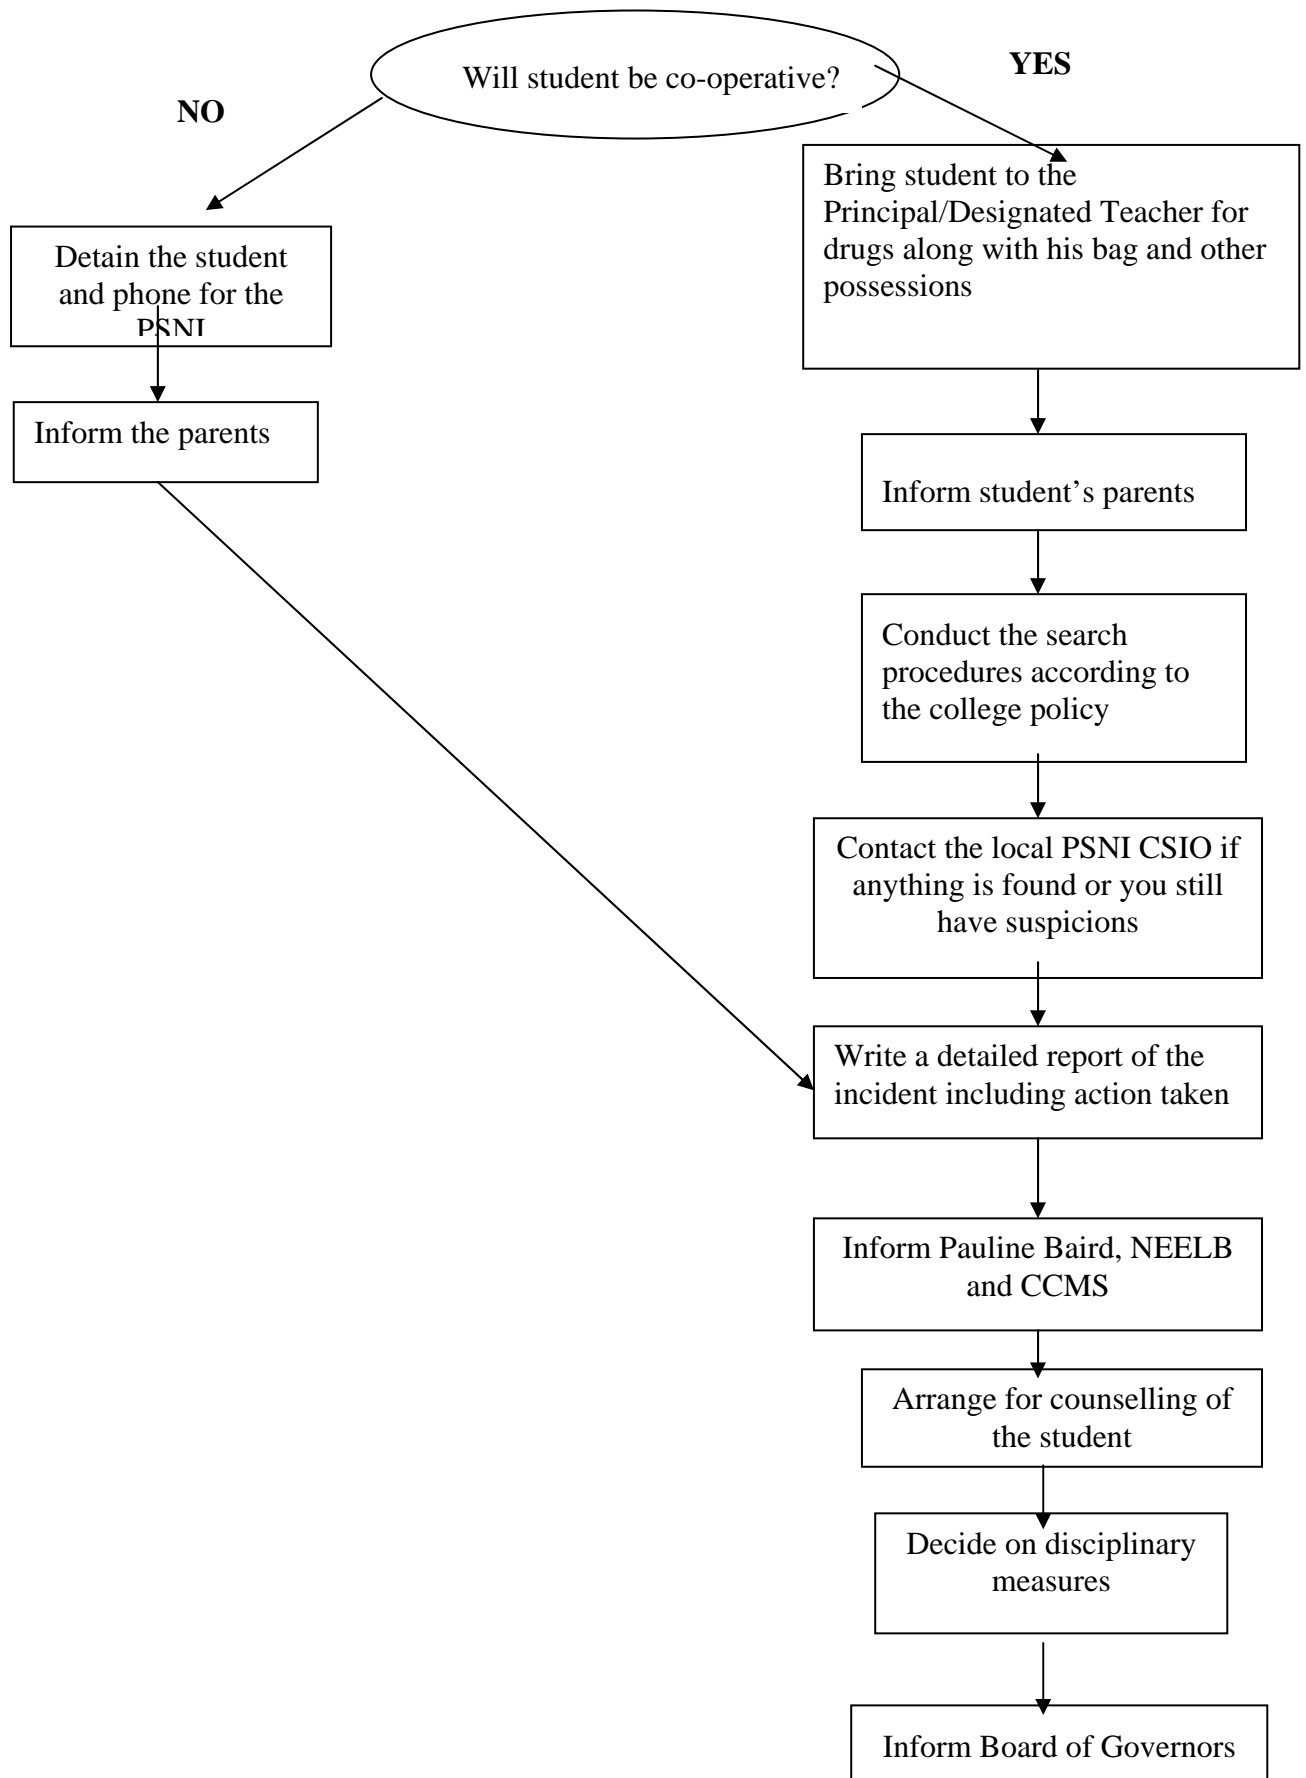 Will student be co-operative?
YES
NO
Bring student to the
Principal/Designated Teacher for
drugs along with his bag and other
possessions
Detain the student
and phone for the
PSNI
Inform the parents
Inform student’s parents
Conduct the search
procedures according to
the college policy
Contact the local PSNI CSIO if
anything is found or you still
have suspicions
Write a detailed report of the
incident including action taken
Inform Pauline Baird, NEELB
and CCMS
Arrange for counselling of
the student
Decide on disciplinary
measures
Inform Board of Governors